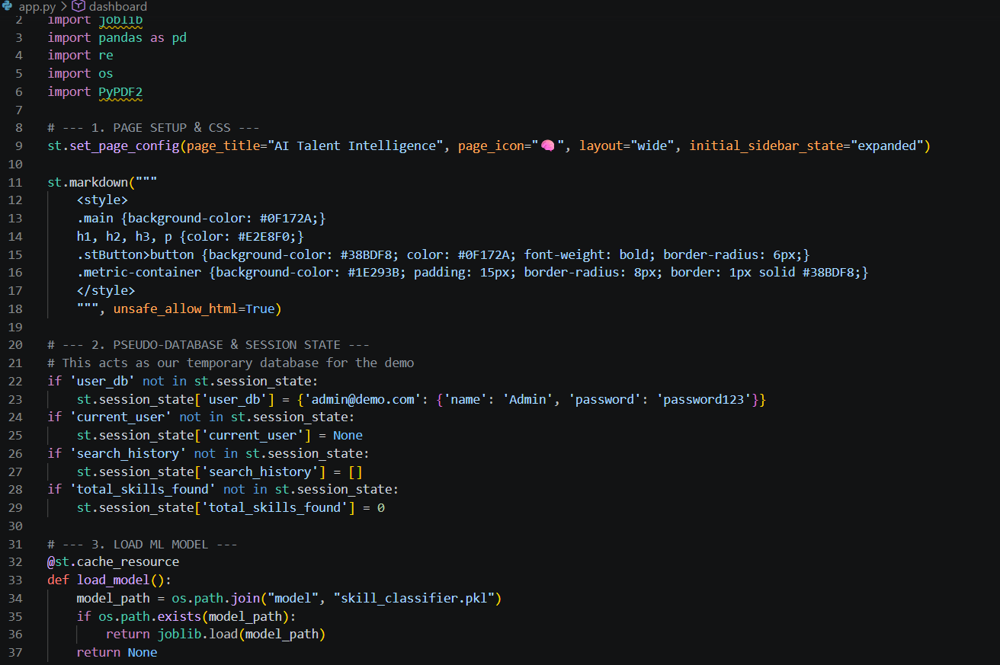 app.py > dashboard
2 import joblib
3 import pandas as pd
4 import re
5 import os
6 import PyPDF2
7
8 # --- 1. PAGE SETUP & CSS ---
9 st.set_page_config(page_title="AI Talent Intelligence", page_icon="🧠", layout="wide", initial_sidebar_state="expanded")
10
11 st.markdown("""
12     <style>
13     .main {background-color: #0F172A;}
14     h1, h2, h3, p {color: #E2E8F0;}
15     .stButton>button {background-color: #38BDF8; color: #0F172A; font-weight: bold; border-radius: 6px;}
16     .metric-container {background-color: #1E293B; padding: 15px; border-radius: 8px; border: 1px solid #38BDF8;}
17     </style>
18     """, unsafe_allow_html=True)
19
20 # --- 2. PSEUDO-DATABASE & SESSION STATE ---
21 # This acts as our temporary database for the demo
22 if 'user_db' not in st.session_state:
23     st.session_state['user_db'] = {'admin@demo.com': {'name': 'Admin', 'password': 'password123'}}
24 if 'current_user' not in st.session_state:
25     st.session_state['current_user'] = None
26 if 'search_history' not in st.session_state:
27     st.session_state['search_history'] = []
28 if 'total_skills_found' not in st.session_state:
29     st.session_state['total_skills_found'] = 0
30
31 # --- 3. LOAD ML MODEL ---
32 @st.cache_resource
33 def load_model():
34     model_path = os.path.join("model", "skill_classifier.pkl")
35     if os.path.exists(model_path):
36         return joblib.load(model_path)
37     return None